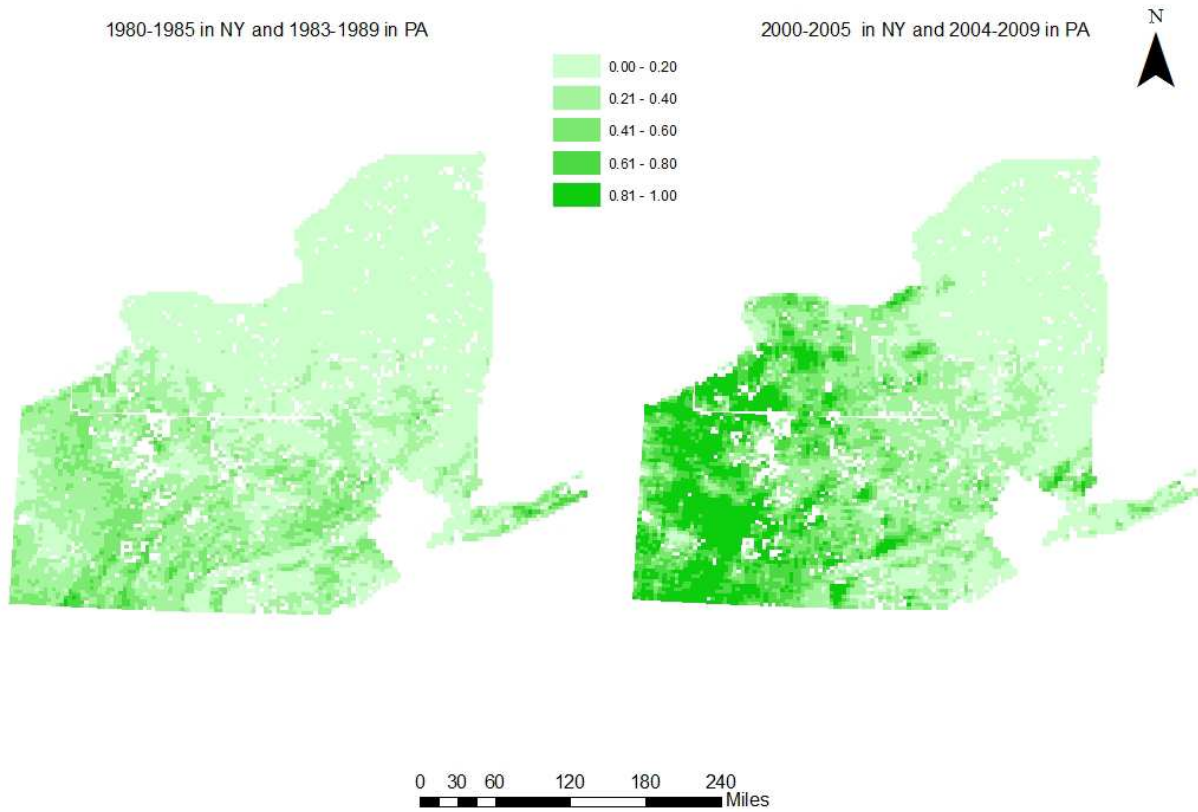 1980-1985 in NY and 1983-1989 in PA
2000-2005 in NY and 2004-2009 in PA
N
0.00 - 0.20
0.21 - 0.40
0.41 - 0.60
0.61 - 0.80
0.81 - 1.00
0 30 60 120 180 240
Miles